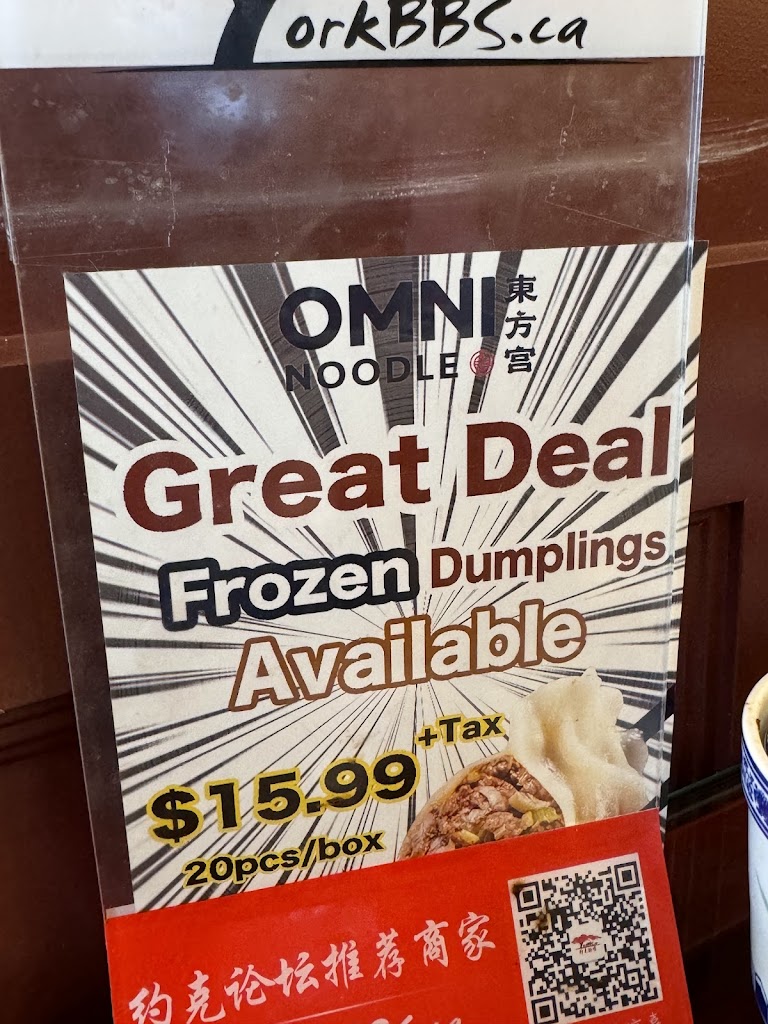 YorkBBS.ca
OMNI
NOODLE
東方宮
Great Deal
Frozen Dumplings
Available
$15.99 +Tax
20pcs/box
约克论坛推荐商家